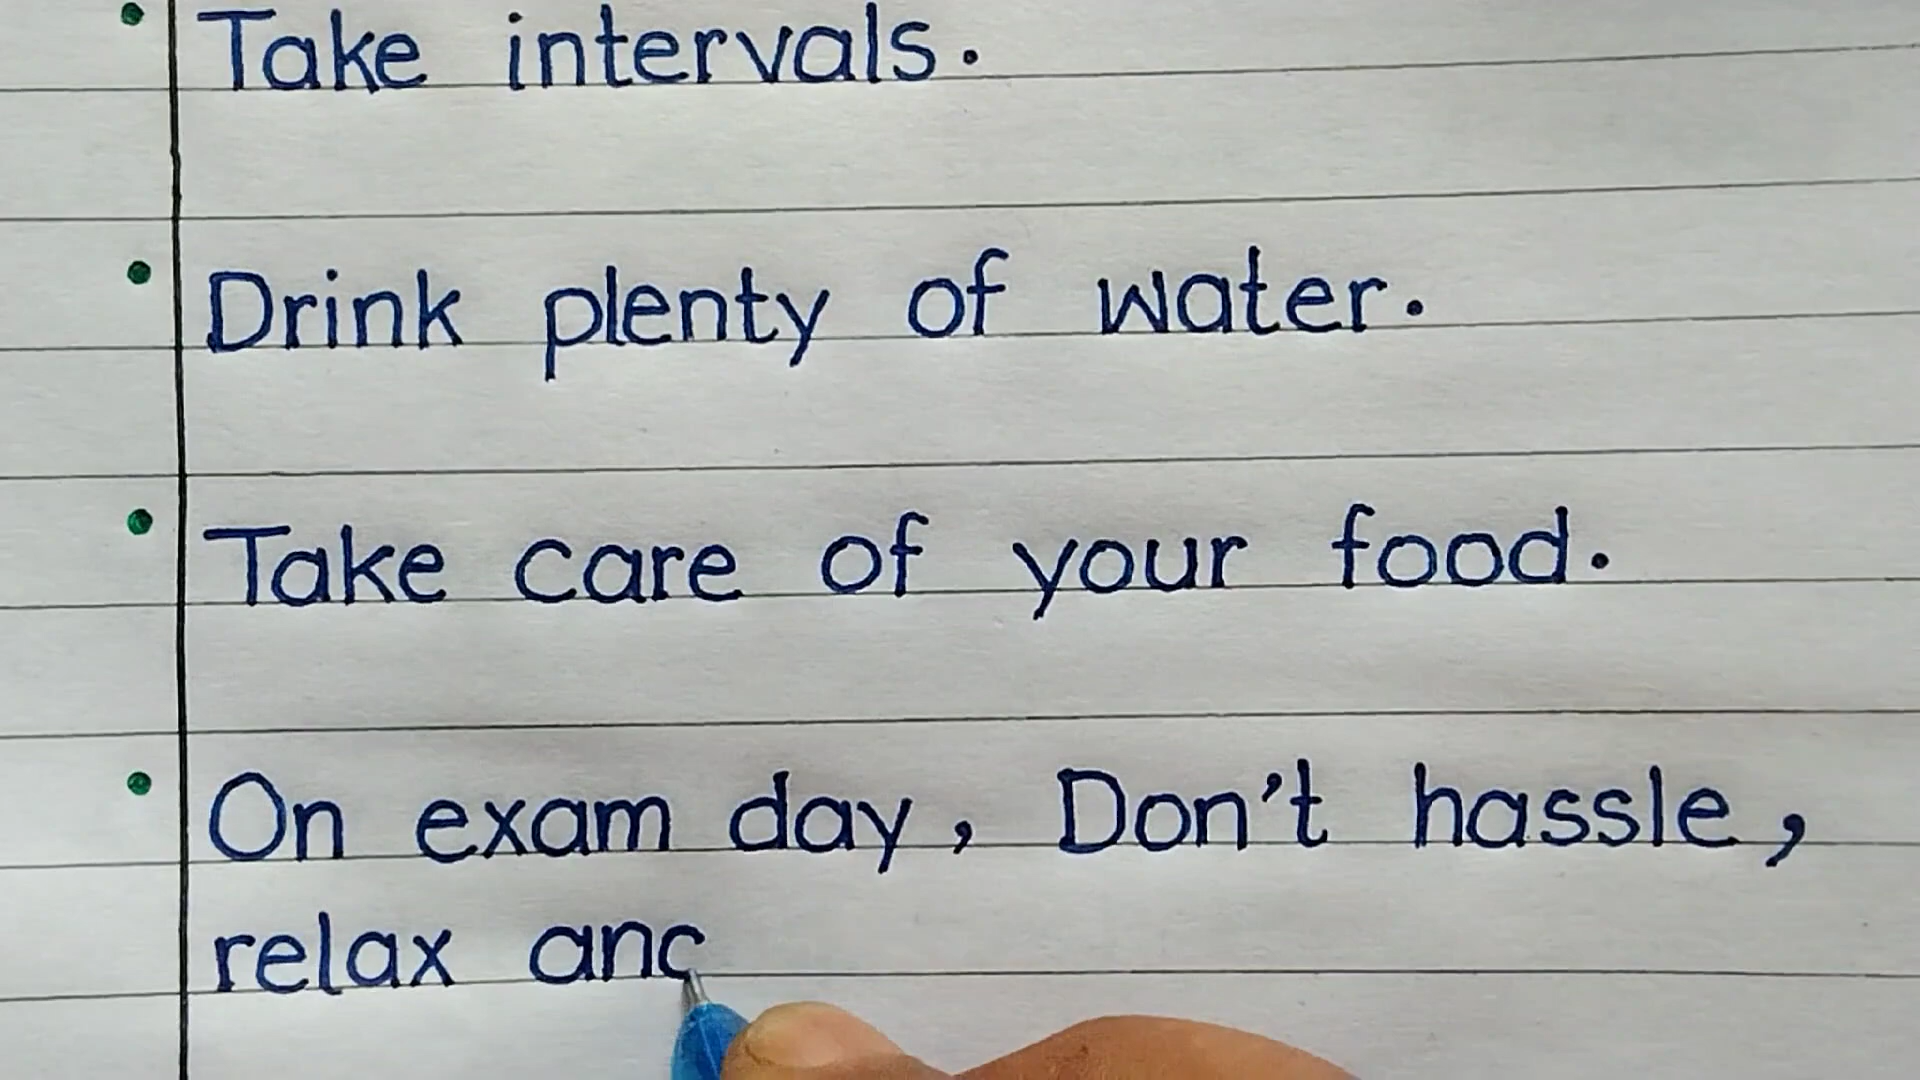 • Take intervals.
• Drink plenty of water.
• Take care of your food.
• On exam day, Don't hassle,
relax